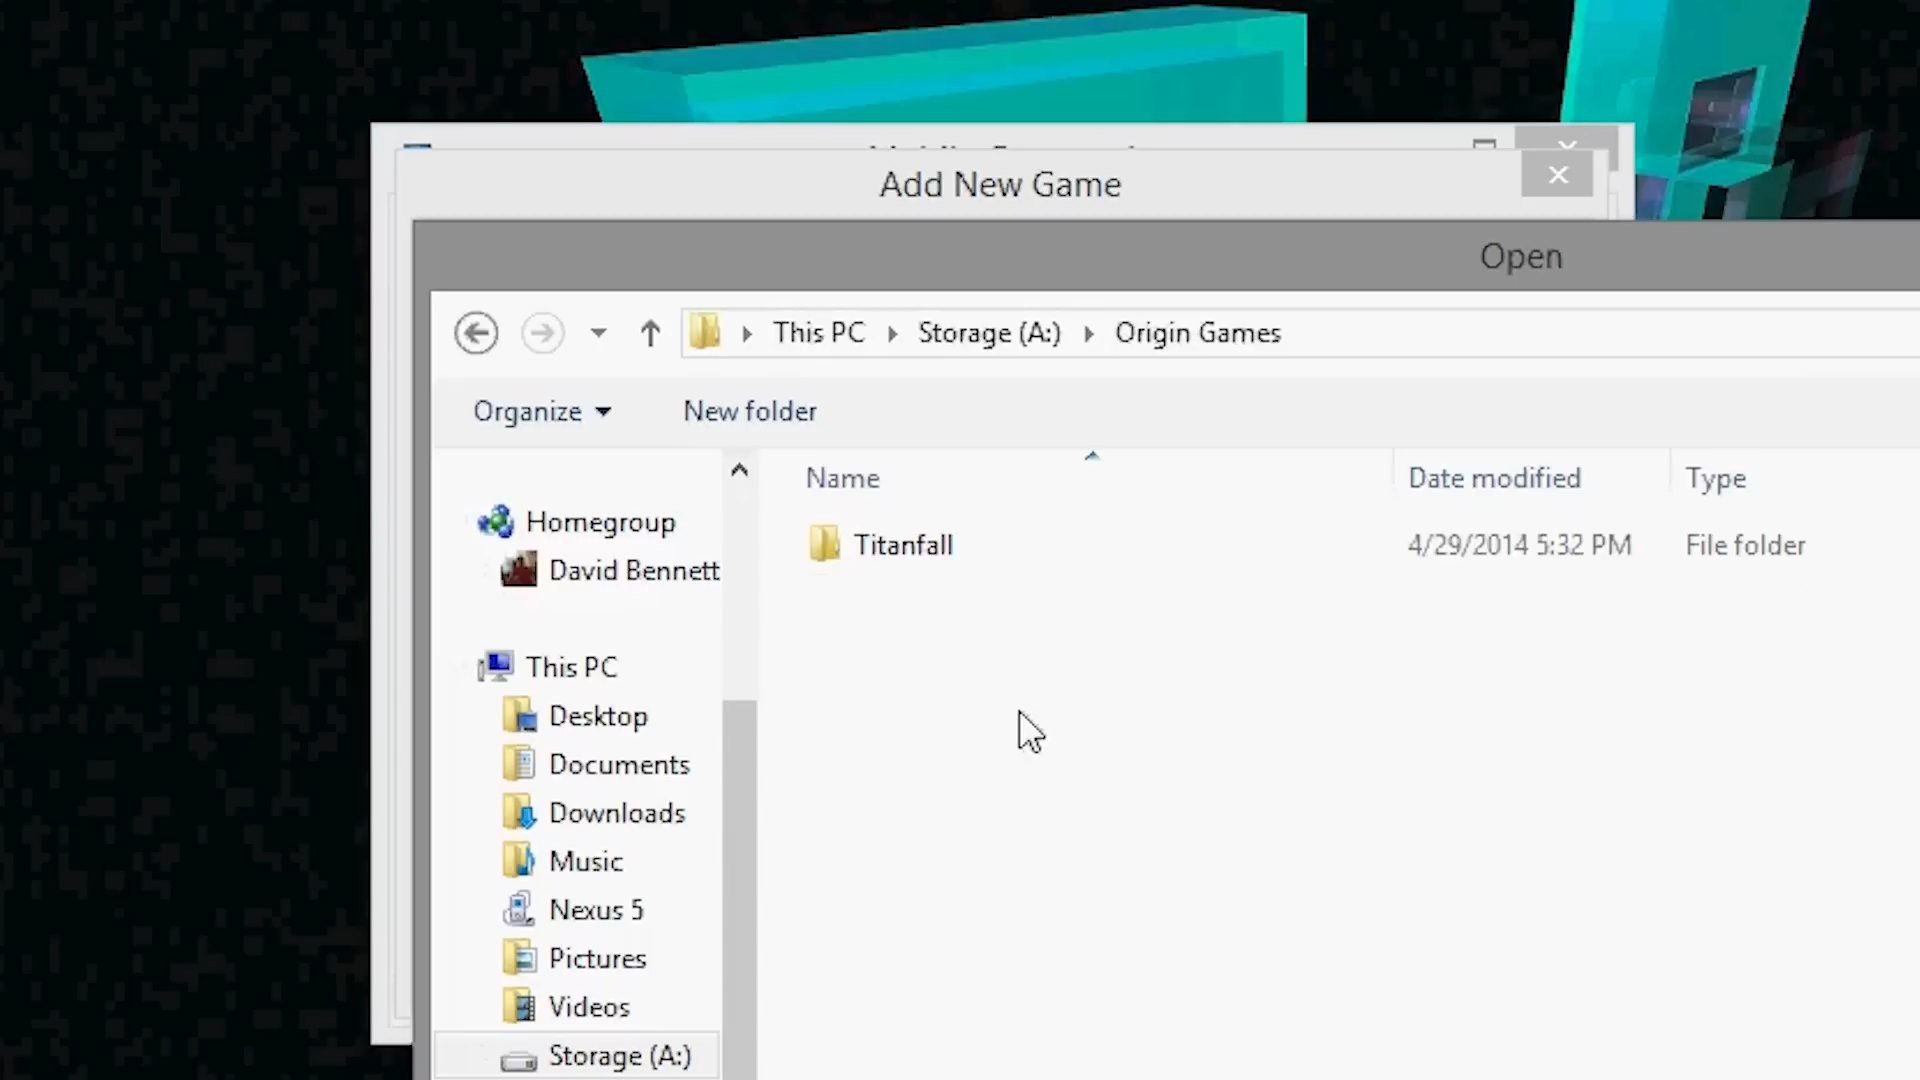 Add New Game
Open
This PC Storage (A:) Origin Games
Organize New folder
Name Date modified Type
Homegroup
David Bennett
Titanfall 4/29/2014 5:32 PM File folder
This PC
Desktop
Documents
Downloads
Music
Nexus 5
Pictures
Videos
Storage (A:)